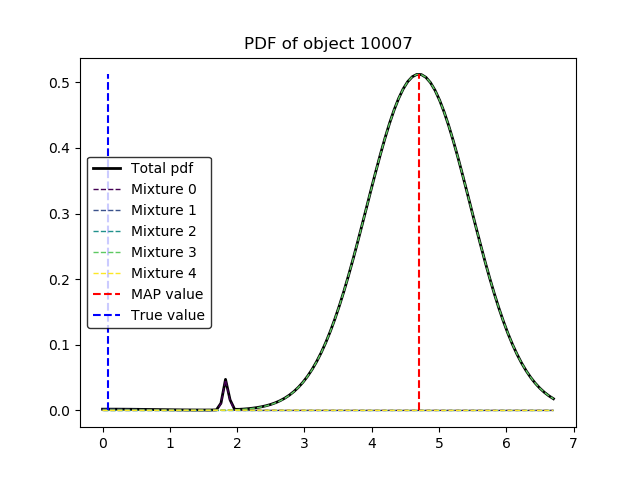 PDF of object 10007
0.5
0.4
0.3
0.2
0.1
0.0
Total pdf
Mixture 0
Mixture 1
Mixture 2
Mixture 3
Mixture 4
MAP value
True value
0 1 2 3 4 5 6 7